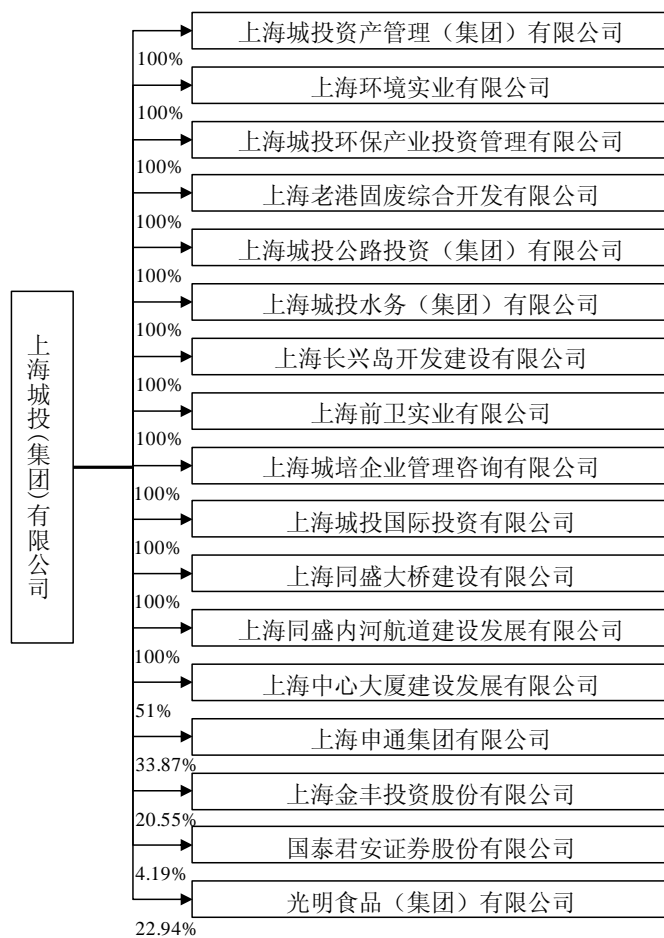 上海城投（集团）有限公司
上海城投资产管理（集团）有限公司
100%
上海环境实业有限公司
100%
上海城投环保产业投资管理有限公司
100%
上海老港固废综合开发有限公司
100%
上海城投公路投资（集团）有限公司
100%
上海城投水务（集团）有限公司
100%
上海长兴岛开发建设有限公司
100%
上海前卫实业有限公司
100%
上海城培企业管理咨询有限公司
100%
上海城投国际投资有限公司
100%
上海同盛大桥建设有限公司
100%
上海同盛内河航道建设发展有限公司
100%
上海中心大厦建设发展有限公司
51%
上海申通集团有限公司
33.87%
上海金丰投资股份有限公司
20.55%
国泰君安证券股份有限公司
4.19%
光明食品（集团）有限公司
22.94%